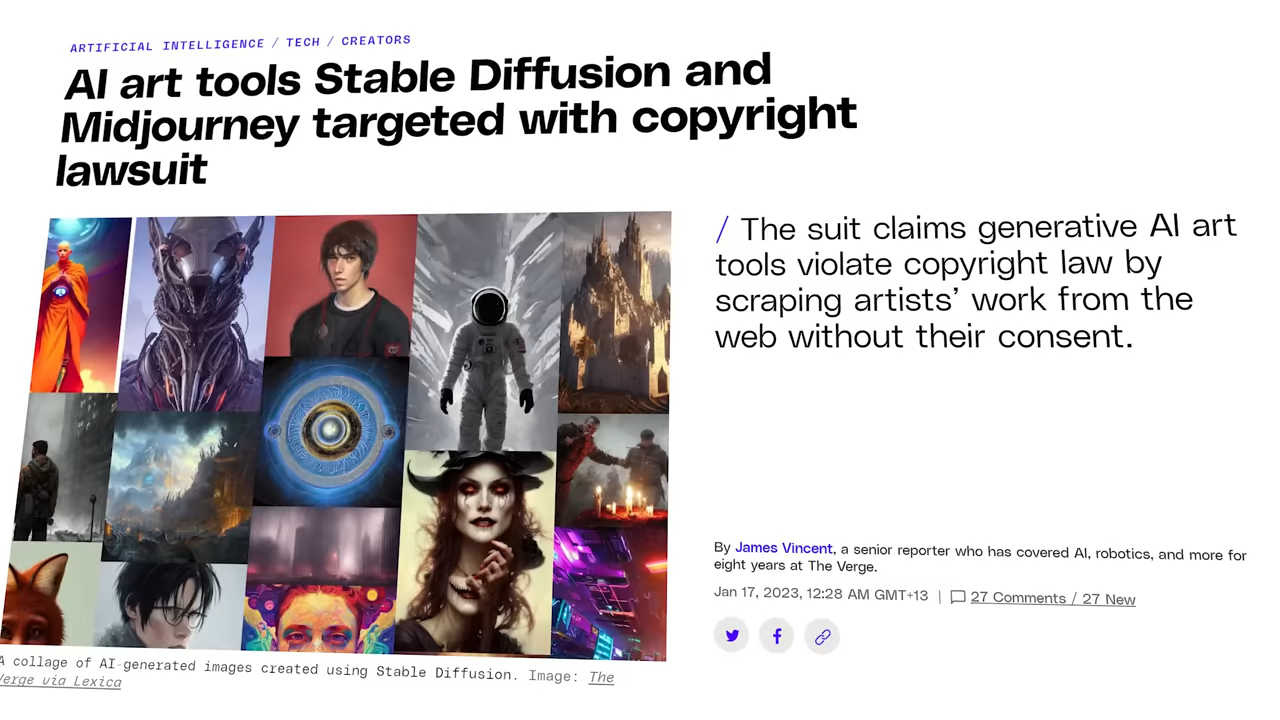 ARTIFICIAL INTELLIGENCE / TECH / CREATORS
AI art tools Stable Diffusion and
Midjourney targeted with copyright
lawsuit
/ The suit claims generative AI art
tools violate copyright law by
scraping artists’ work from the
web without their consent.
By James Vincent, a senior reporter who has covered AI, robotics, and more for
eight years at The Verge.
Jan 17, 2023, 12:28 AM GMT+13 | 27 Comments / 27 New
A collage of AI-generated images created using Stable Diffusion. Image: The
Verge via Lexica